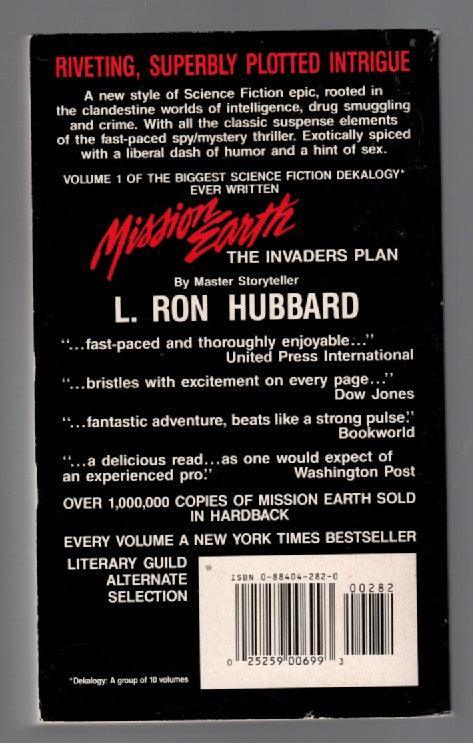 RIVETING, SUPERBLY PLOTTED INTRIGUE
A new style of Science Fiction epic, rooted in
the clandestine worlds of intelligence, drug smuggling
and crime. With all the classic suspense elements
of the fast-paced spy/mystery thriller. Exotically spiced
with a liberal dash of humor and a hint of sex.
VOLUME 1 OF THE BIGGEST SCIENCE FICTION DEKALOGY*
EVER WRITTEN
Mission
Earth
THE INVADERS PLAN
By Master Storyteller
L. RON HUBBARD
"...fast-paced and thoroughly enjoyable..."
United Press International
"...bristles with excitement on every page..."
Dow Jones
"...fantastic adventure, beats like a strong pulse."
Bookworld
"...a delicious read...as one would expect of
an experienced pro." Washington Post
OVER 1,000,000 COPIES OF MISSION EARTH SOLD
IN HARDBACK
EVERY VOLUME A NEW YORK TIMES BESTSELLER
LITERARY GUILD
ALTERNATE
SELECTION
ISBN 0-88404-282-0
00282
0 25259 00699 3
*Dekalogy: A group of 10 volumes